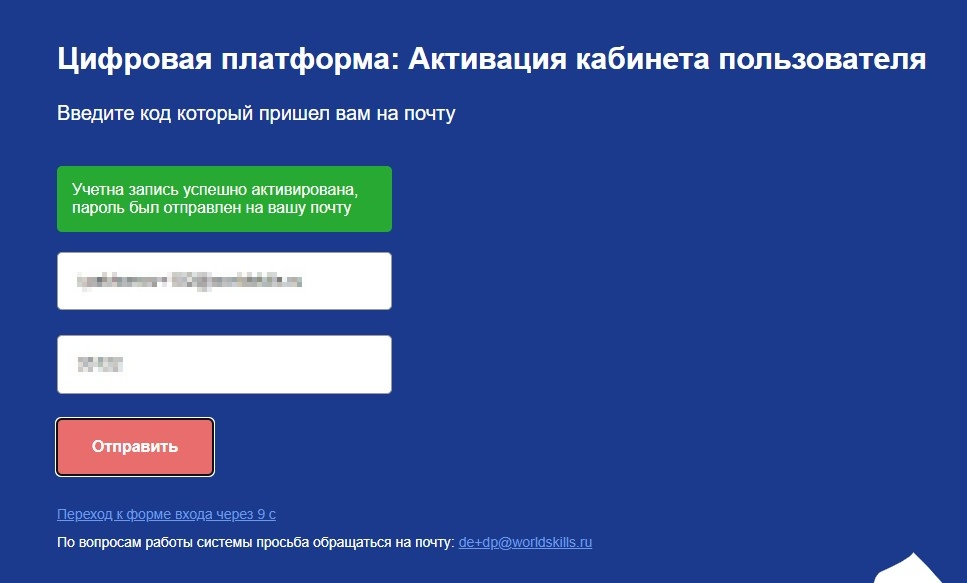 Цифровая платформа: Активация кабинета пользователя
Введите код который пришел вам на почту
Учетна запись успешно активирована,
пароль был отправлен на вашу почту
Отправить
Переход к форме входа через 9 с
По вопросам работы системы просьба обращаться на почту: de+dp@worldskills.ru